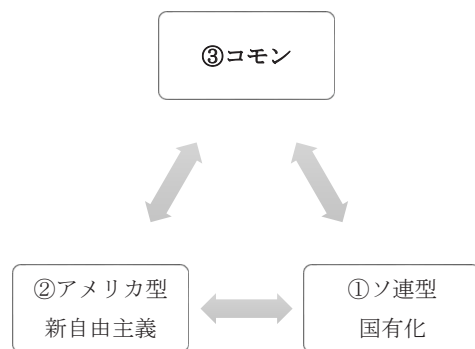 ③コモン
②アメリカ型
新自由主義
①ソ連型
国有化